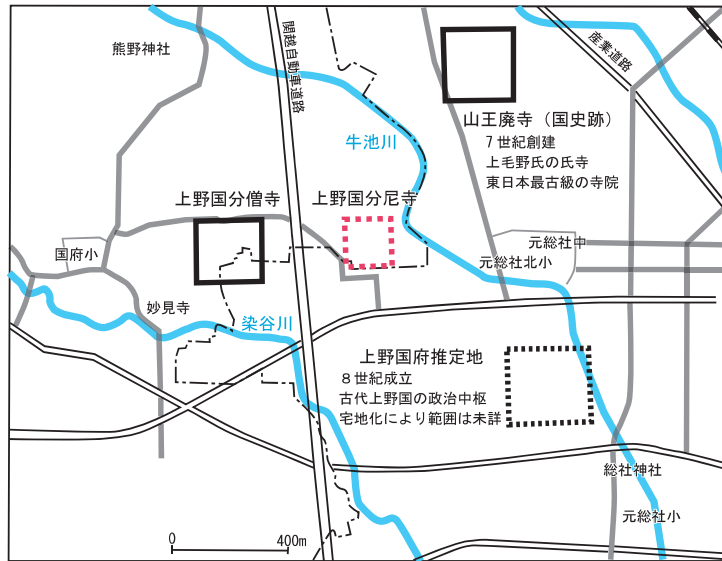 熊野神社
関越自動車道路
産業道路
山王廃寺（国史跡）
７世紀創建
上毛野氏の氏寺
東日本最古級の寺院
牛池川
上野国分僧寺
上野国分尼寺
国府小
元総社中
元総社北小
妙見寺
染谷川
上野国府推定地
８世紀成立
古代上野国の政治中枢
宅地化により範囲は未詳
総社神社
元総社小
0
400m